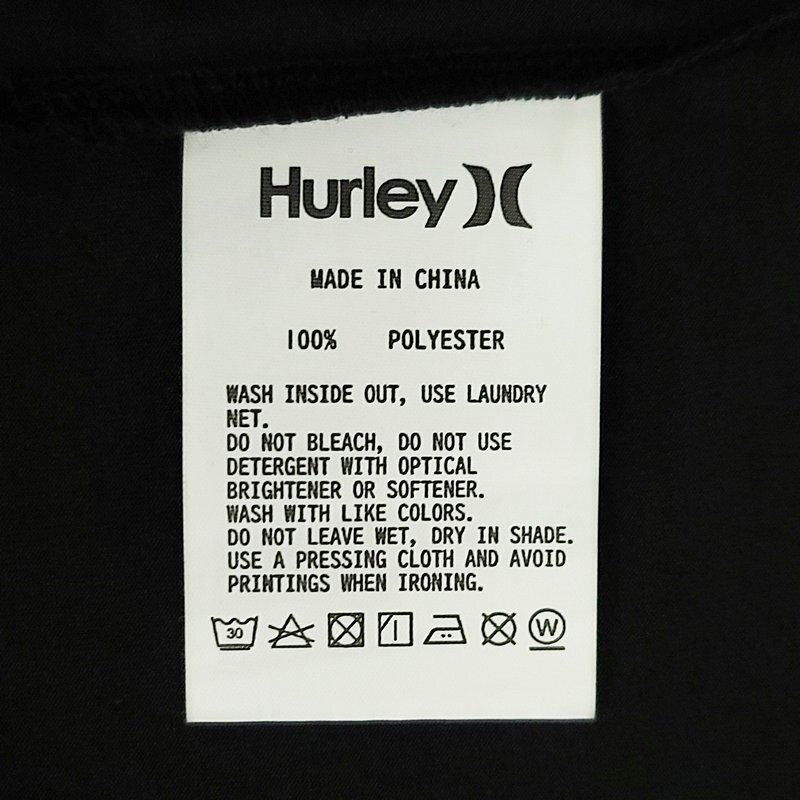 Hurley
MADE IN CHINA
100% POLYESTER
WASH INSIDE OUT, USE LAUNDRY
NET.
DO NOT BLEACH, DO NOT USE
DETERGENT WITH OPTICAL
BRIGHTENER OR SOFTENER.
WASH WITH LIKE COLORS.
DO NOT LEAVE WET, DRY IN SHADE.
USE A PRESSING CLOTH AND AVOID
PRINTINGS WHEN IRONING.
30 W